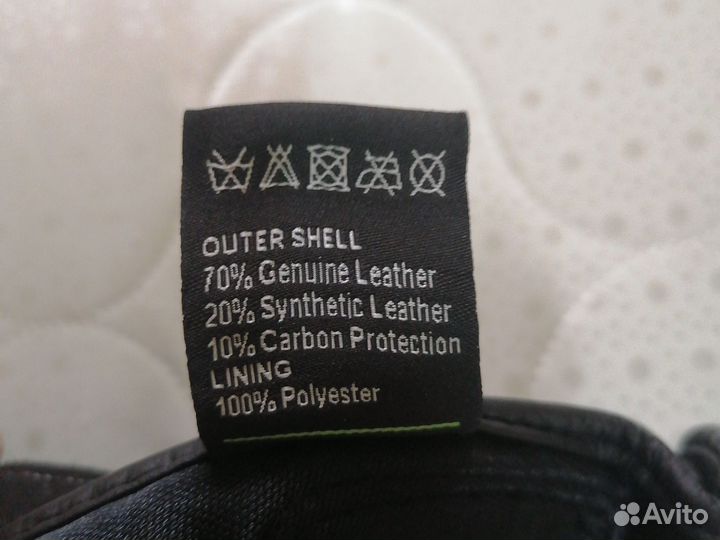 OUTER SHELL
70% Genuine Leather
20% Synthetic Leather
10% Carbon Protection
LINING
100% Polyester
Avito